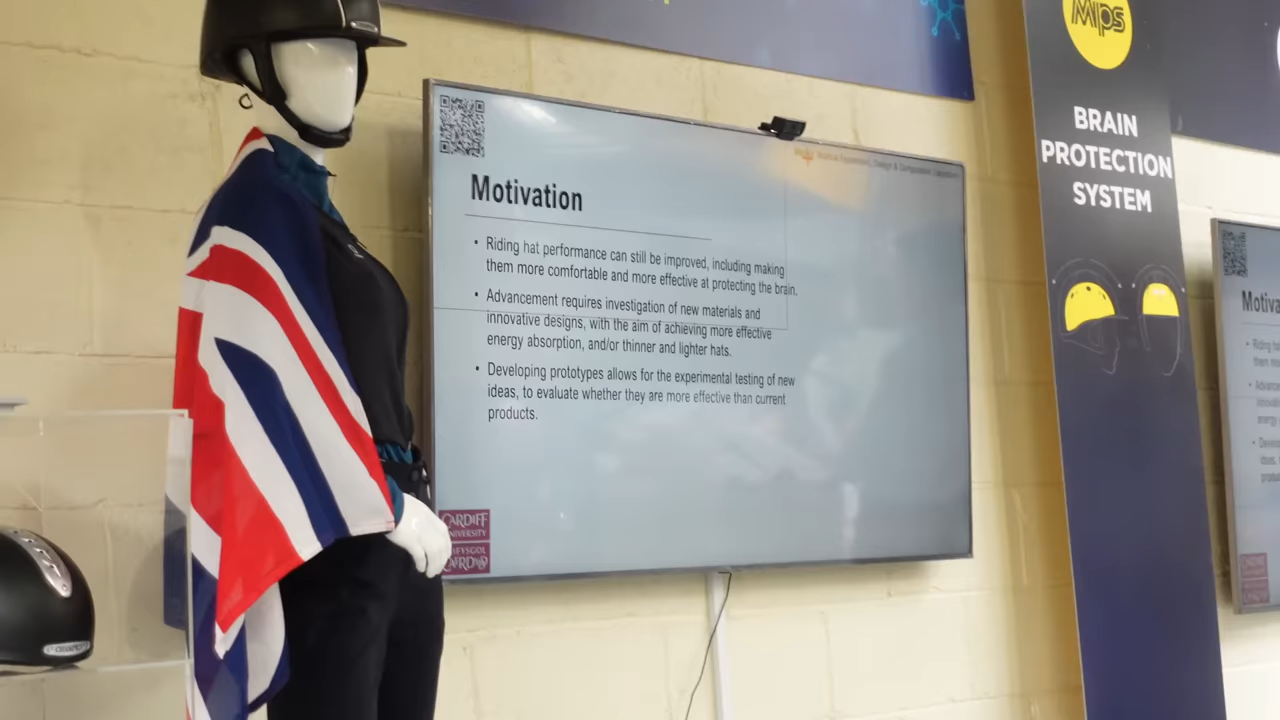 Motivation
• Riding hat performance can still be improved, including making
them more comfortable and more effective at protecting the brain.
• Advancement requires investigation of new materials and
innovative designs, with the aim of achieving more effective
energy absorption, and/or thinner and lighter hats.
• Developing prototypes allows for the experimental testing of new
ideas, to evaluate whether they are more effective than current
products.
CARDIFF
UNIVERSITY
Mips
BRAIN
PROTECTION
SYSTEM